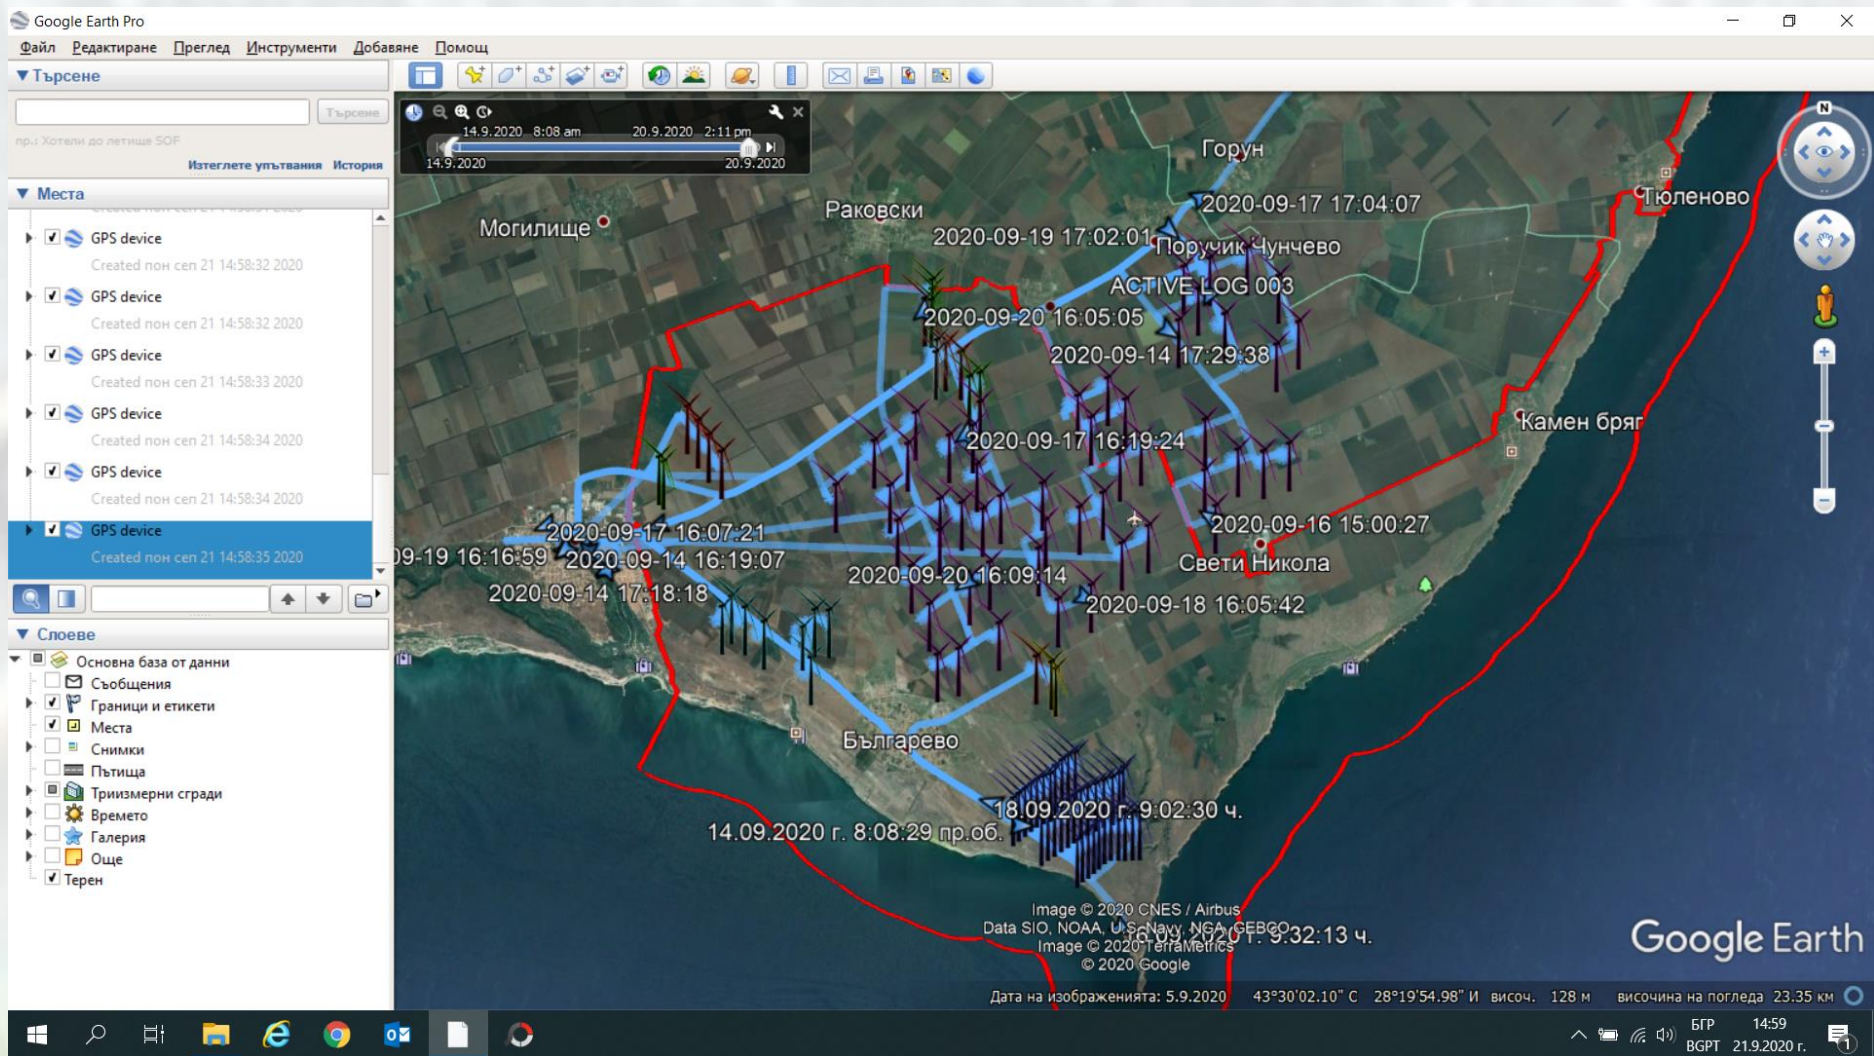 Google Earth Pro
Файл Редактиране Преглед Инструменти Добавяне Помощ
Търсене
Търсене
пр.: Хотели до летище SOF
Изтеглете упътвания История
Места
GPS device
Created пон сеп 21 14:58:32 2020
GPS device
Created пон сеп 21 14:58:32 2020
GPS device
Created пон сеп 21 14:58:33 2020
GPS device
Created пон сеп 21 14:58:34 2020
GPS device
Created пон сеп 21 14:58:34 2020
GPS device
Created пон сеп 21 14:58:35 2020
Слоеве
Основна база от данни
Съобщения
Граници и етикети
Места
Снимки
Пътища
Триизмерни сгради
Времето
Галерия
Още
Терен
14.9.2020 8:08 am 20.9.2020 2:11 pm
14.9.2020 20.9.2020
N
Горун
Тюленово
2020-09-17 17:04:07
Раковски
Могилище
2020-09-19 17:02:01
Поручик Чунчево
ACTIVE LOG 003
2020-09-20 16:05:05
2020-09-14 17:29:38
Камен бряг
2020-09-17 16:19:24
2020-09-16 15:00:27
2020-09-17 16:07:21
09-19 16:16:59 2020-09-14 16:19:07
Свети Никола
2020-09-20 16:09:14
2020-09-14 17:18:18
2020-09-18 16:05:42
Българево
18.09.2020 г. 9:02:30 ч.
14.09.2020 г. 8:08:29 пр.об.
Image © 2020 CNES / Airbus
Data SIO, NOAA, U.S. Navy, NGA, GEBCO
16.09.2020 г. 9:32:13 ч.
Image © 2020 TerraMetrics
© 2020 Google
Google Earth
Дата на изображенията: 5.9.2020 43°30'02.10" С 28°19'54.98" И височ. 128 м височина на погледа 23.35 км
БГР 14:59
BGPT 21.9.2020 г.
1